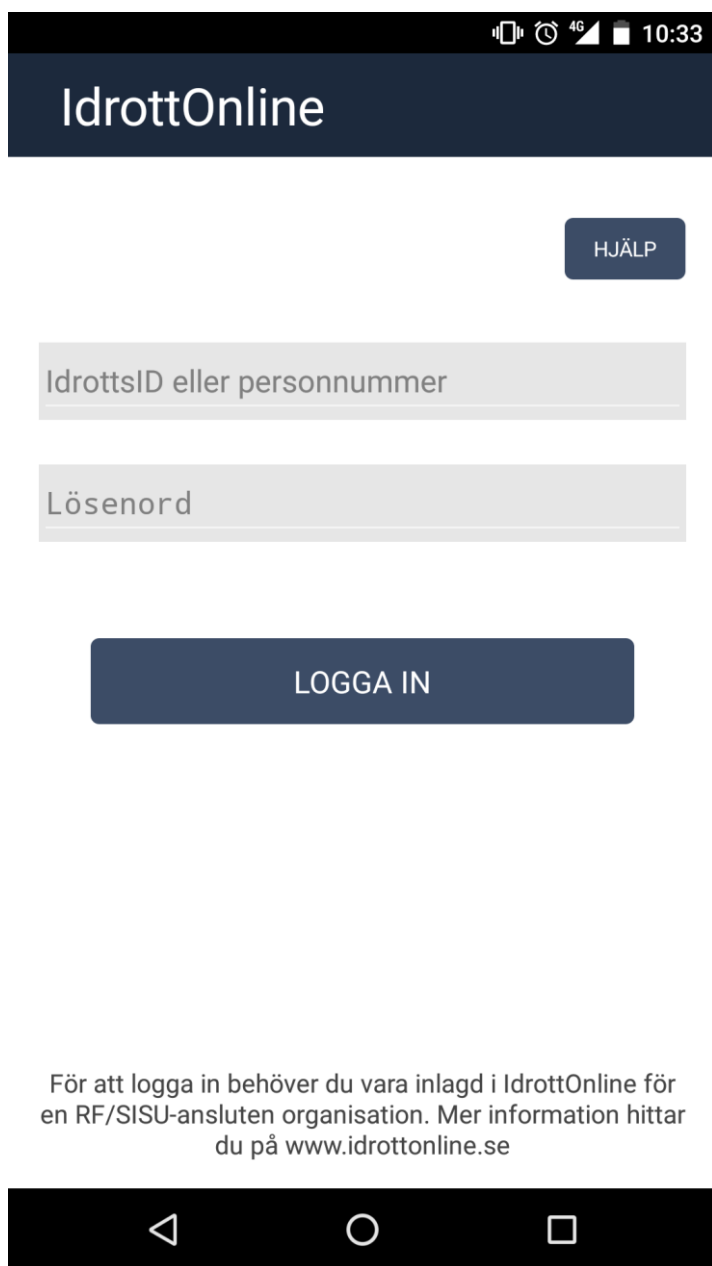 4G 10:33
IdrottOnline
HJÄLP
IdrottsID eller personnummer
Lösenord
LOGGA IN
För att logga in behöver du vara inlagd i IdrottOnline för
en RF/SISU-ansluten organisation. Mer information hittar
du på www.idrottonline.se